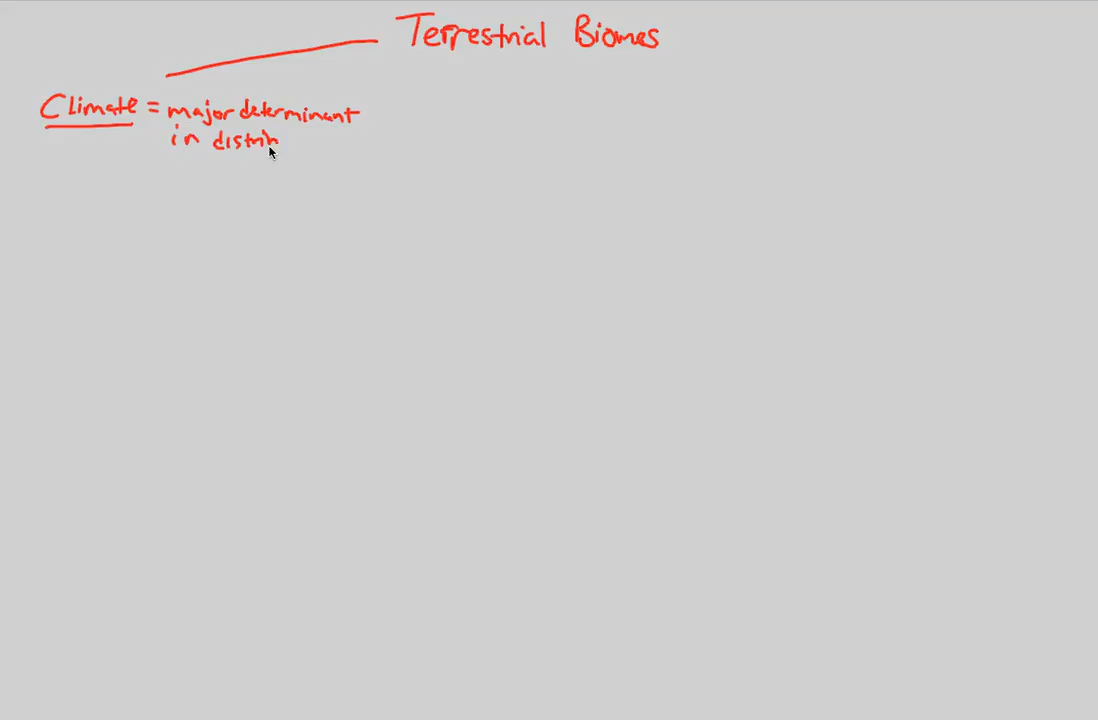 Terrestrial Biomes
Climate = major determinant
in distrib